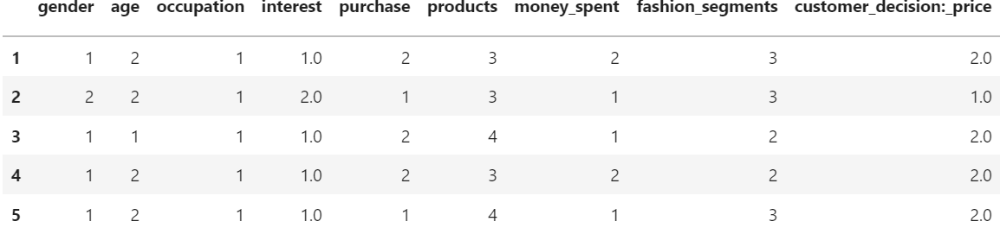 gender age occupation interest purchase products money_spent fashion_segments customer_decision:_price
1 1 2 1 1.0 2 3 2 3 2.0
2 2 2 1 2.0 1 3 1 3 1.0
3 1 1 1 1.0 2 4 1 2 2.0
4 1 2 1 1.0 2 3 2 2 2.0
5 1 2 1 1.0 1 4 1 3 2.0